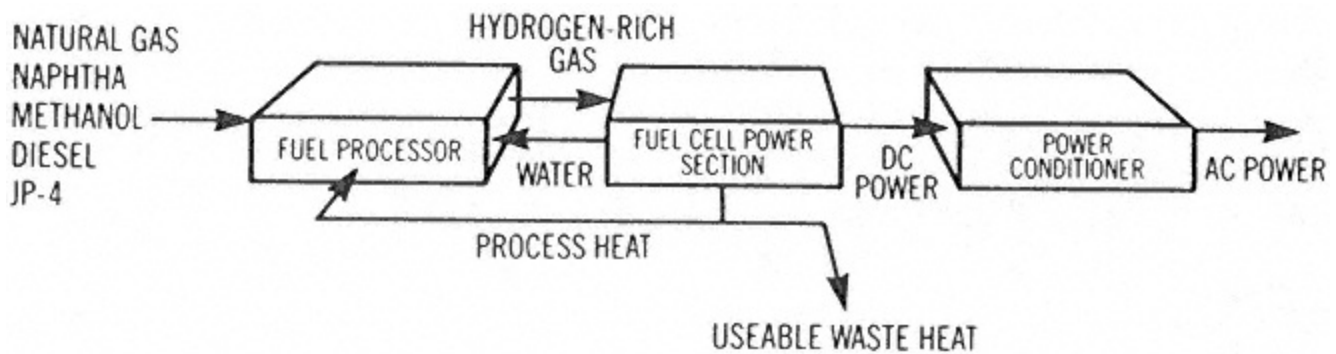 NATURAL GAS
NAPHTHA
METHANOL
DIESEL
JP-4
FUEL PROCESSOR
HYDROGEN-RICH
GAS
WATER
FUEL CELL POWER
SECTION
DC
POWER
POWER
CONDITIONER
AC POWER
PROCESS HEAT
USEABLE WASTE HEAT